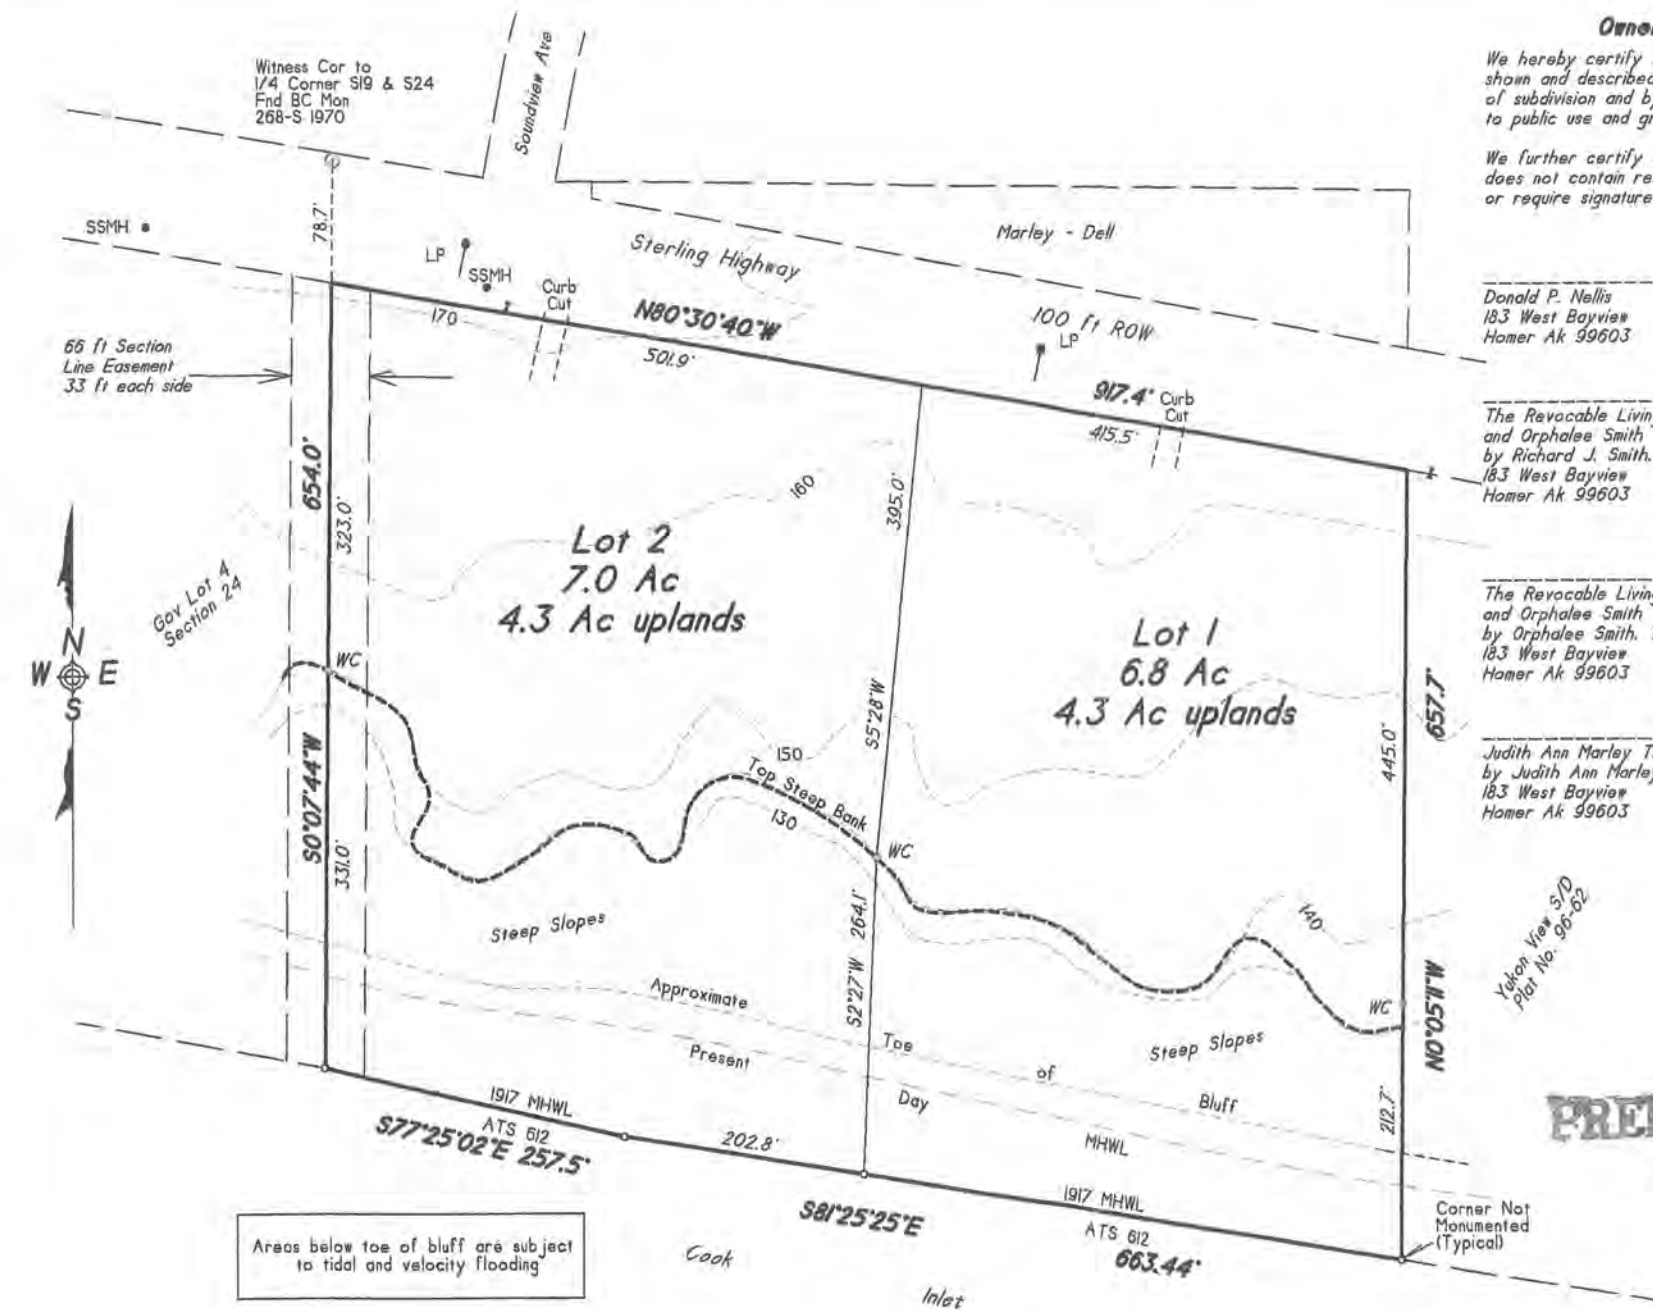 Witness Cor to
1/4 Corner S19 & S24
Fnd BC Mon
268-S 1970
Soundview Ave
78.7'
SSMH
LP
SSMH
Curb
Cut
Sterling Highway
Marley - Dell
100 ft ROW
LP
N80°30'40"W
917.4'
Curb
Cut
170
501.9'
415.5'
66 ft Section
Line Easement
33 ft each side
654.0'
323.0'
160
395.0'
Lot 2
7.0 Ac
4.3 Ac uplands
Lot 1
6.8 Ac
4.3 Ac uplands
Gov Lot 4
Section 24
N
W E
S
WC
S5°28'W
657.7'
445.0'
150
Top Steep Bank
130
WC
S0°07'44"W
331.0'
Steep Slopes
S2°27'W 264.1'
140
WC
N0°05'11"W
Yukon View S/D
Plat No. 96-62
Approximate
Toe
of
Bluff
Steep Slopes
Present
Day
MHWL
212.7'
1917 MHWL
ATS 612
S77°25'02"E 257.5'
202.8'
S81°25'25"E
1917 MHWL
ATS 612
663.44'
Corner Not
Monumented
(Typical)
Areas below toe of bluff are subject
to tidal and velocity flooding
Cook
Inlet
We hereby certify
shown and described
of subdivision and b
to public use and gr
We further certify
does not contain re
or require signature
Donald P. Nellis
183 West Bayview
Homer Ak 99603
The Revocable Livin
and Orphalee Smith
by Richard J. Smith.
183 West Bayview
Homer Ak 99603
The Revocable Livin
and Orphalee Smith
by Orphalee Smith.
183 West Bayview
Homer Ak 99603
Judith Ann Marley T
by Judith Ann Marley
183 West Bayview
Homer Ak 99603